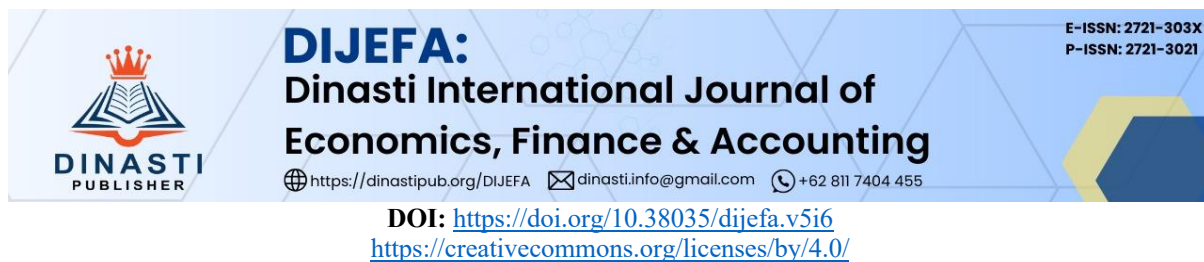 DINASTI
PUBLISHER
DIJEFA:
Dinasti International Journal of
Economics, Finance & Accounting
https://dinastipub.org/DIJEFA dinasti.info@gmail.com +62 811 7404 455
E-ISSN: 2721-303X
P-ISSN: 2721-3021
DOI: https://doi.org/10.38035/dijefa.v5i6
https://creativecommons.org/licenses/by/4.0/